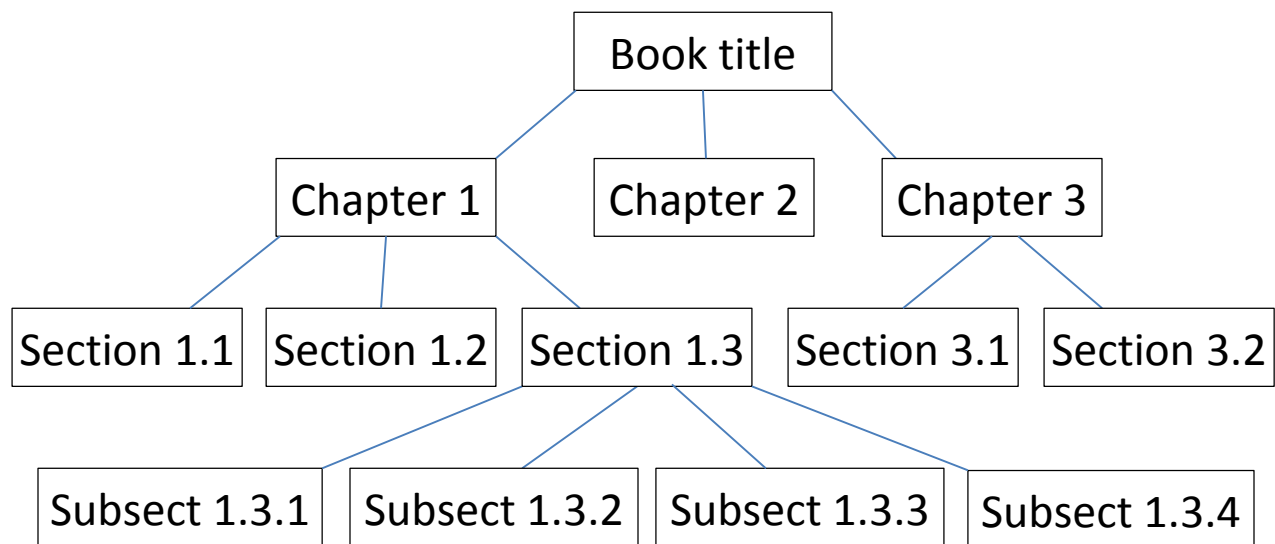 Book title
Chapter 1
Chapter 2
Chapter 3
Section 1.1
Section 1.2
Section 1.3
Section 3.1
Section 3.2
Subsect 1.3.1
Subsect 1.3.2
Subsect 1.3.3
Subsect 1.3.4